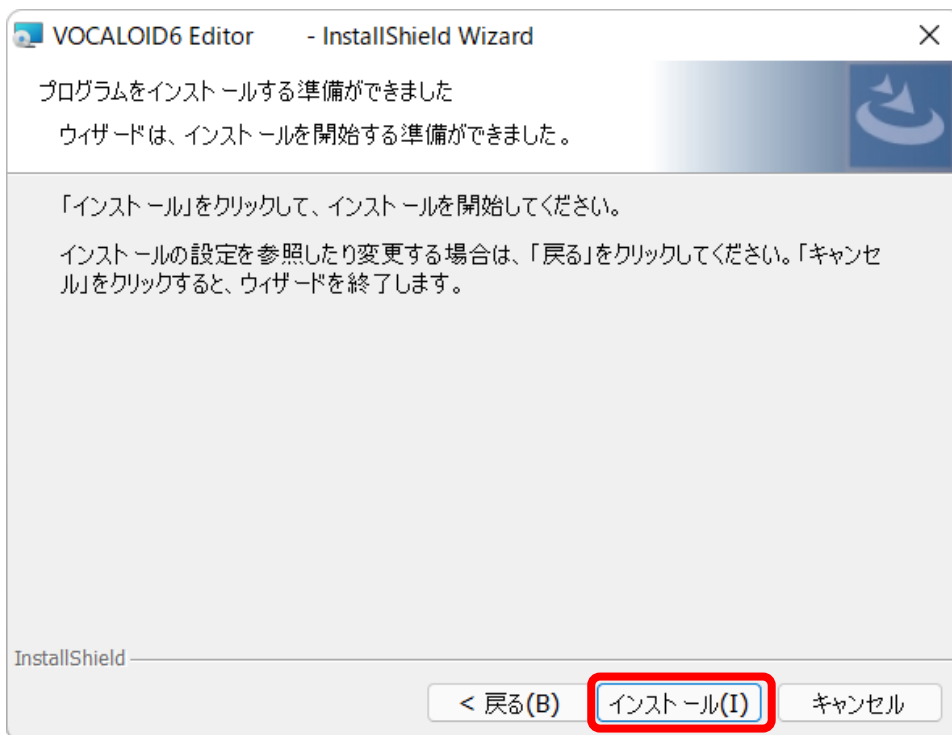 VOCALOID6 Editor - InstallShield Wizard
プログラムをインストールする準備ができました
ウィザードは、インストールを開始する準備ができました。
「インストール」をクリックして、インストールを開始してください。
インストールの設定を参照したり変更する場合は、「戻る」をクリックしてください。「キャンセ
ル」をクリックすると、ウィザードを終了します。
InstallShield
< 戻る(B)
インストール(I)
キャンセル